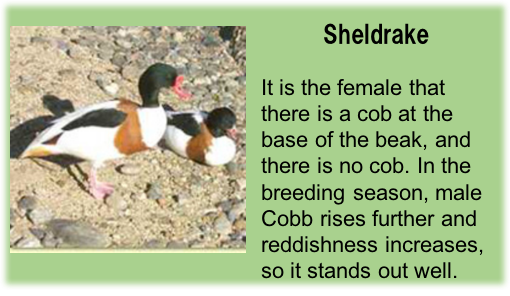 Sheldrake
It is the female that
there is a cob at the
base of the beak, and
there is no cob. In the
breeding season, male
Cobb rises further and
reddishness increases,
so it stands out well.